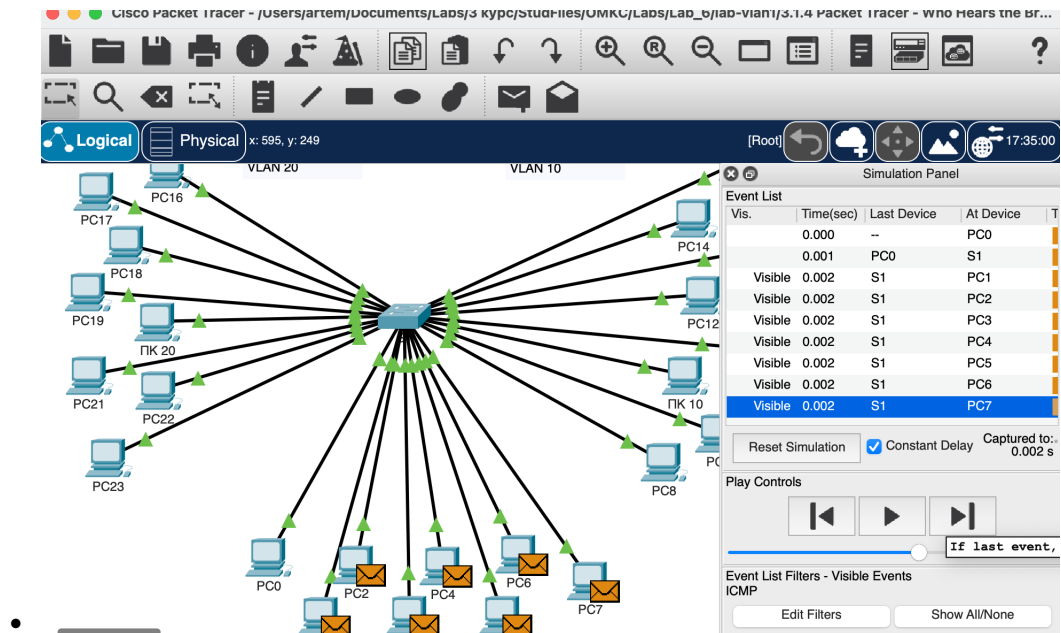 Cisco Packet Tracer - /Users/artem/Documents/Labs/3 курс/StudFiles/ОМКС/Labs/Lab_6/lab-vlan1/3.1.4 Packet Tracer - Who Hears the Br...
Logical
Physical
x: 595, y: 249
[Root]
17:35:00
VLAN 20
VLAN 10
PC16
PC17
PC14
PC18
PC19
PC12
ПК 20
PC21
PC22
ПК 10
PC23
PC8
PC0
PC2
PC4
PC6
PC7
Simulation Panel
Event List
Vis. Time(sec) Last Device At Device T
0.000 -- PC0
0.001 PC0 S1
Visible 0.002 S1 PC1
Visible 0.002 S1 PC2
Visible 0.002 S1 PC3
Visible 0.002 S1 PC4
Visible 0.002 S1 PC5
Visible 0.002 S1 PC6
Visible 0.002 S1 PC7
Reset Simulation
Constant Delay
Captured to:
0.002 s
Play Controls
If last event,
Event List Filters - Visible Events
ICMP
Edit Filters
Show All/None